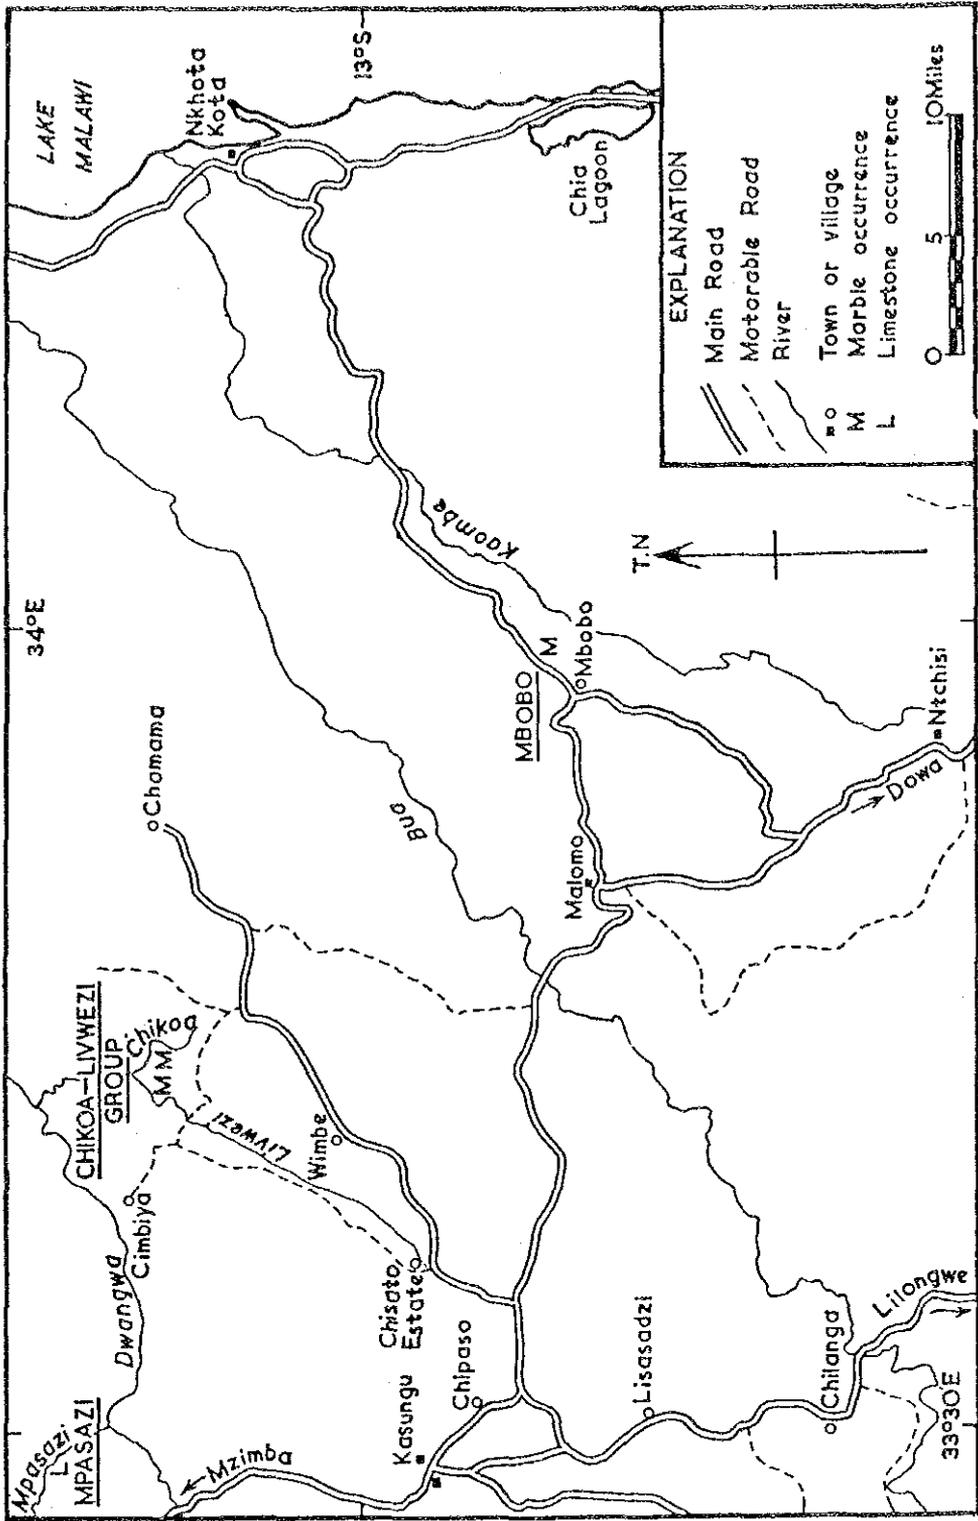 LAKE
MALAWI
Nkhota
Kota
13°S
Chia
Lagoon
34°E
Chamama
CHIKOA-LIVWEZI
GROUP
Chikoa
M M
Livwezi
Cimbiya
Dwangwa
Mpasazi
L
MPASAZI
Mzimba
Wimbe
Chisato
Estate
Kasungu
Chipaso
Lisasadzi
Chilanga
Lilongwe
33°30E
Bua
Kaombe
MBOBO
M
Mbobo
Malomo
Dowa
Ntchisi
T.N
EXPLANATION
Main Road
Motorable Road
River
Town or village
M Marble occurrence
L Limestone occurrence
0 5 10Miles